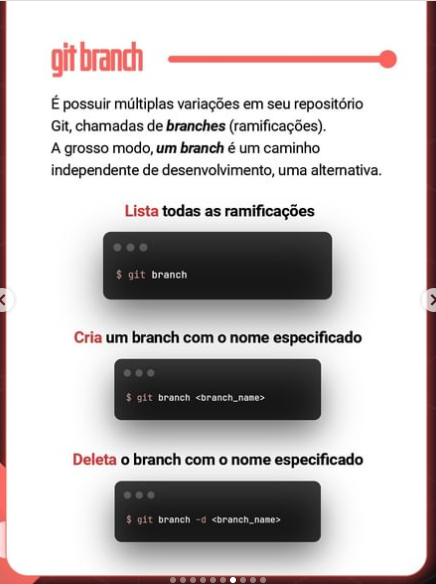 git branch
É possuir múltiplas variações em seu repositório
Git, chamadas de branches (ramificações).
A grosso modo, um branch é um caminho
independente de desenvolvimento, uma alternativa.
Lista todas as ramificações
$ git branch
Cria um branch com o nome especificado
$ git branch <branch_name>
Deleta o branch com o nome especificado
$ git branch -d <branch_name>